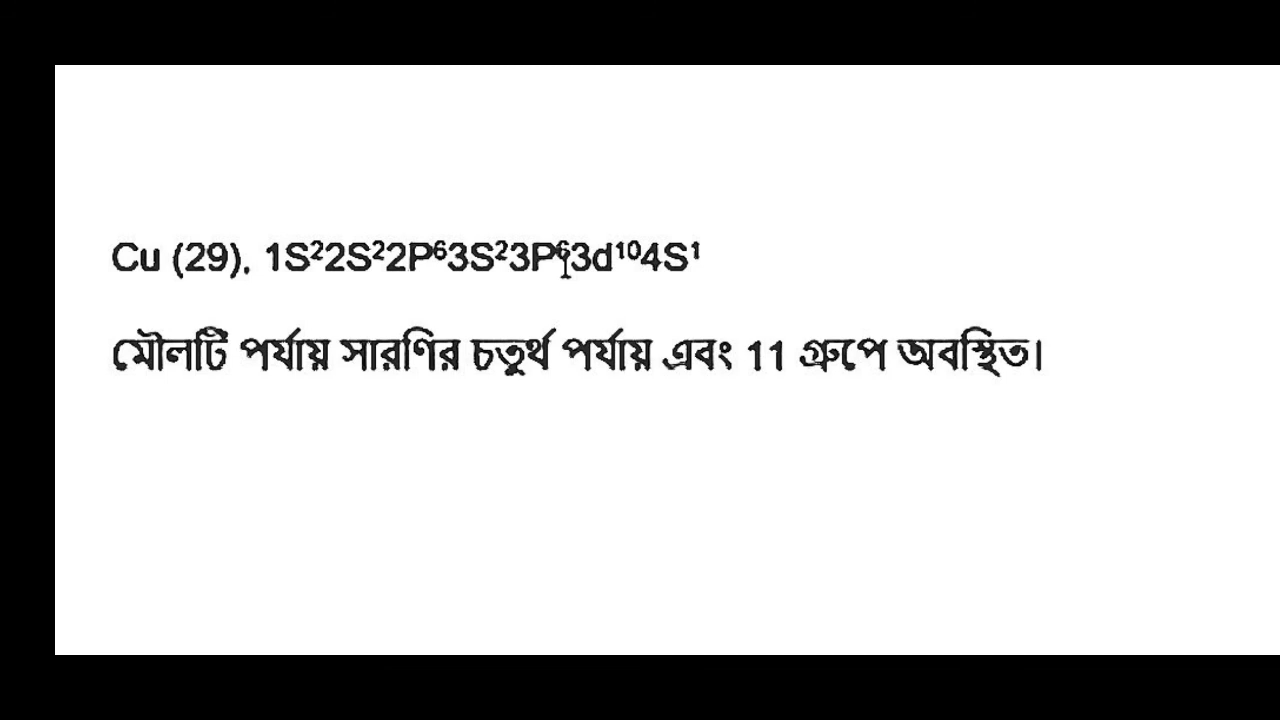 Cu (29), 1S²2S²2P⁶3S²3P⁶3d¹⁰4S¹
মৌলটি পর্যায় সারণির চতুর্থ পর্যায় এবং 11 গ্রুপে অবস্থিত।